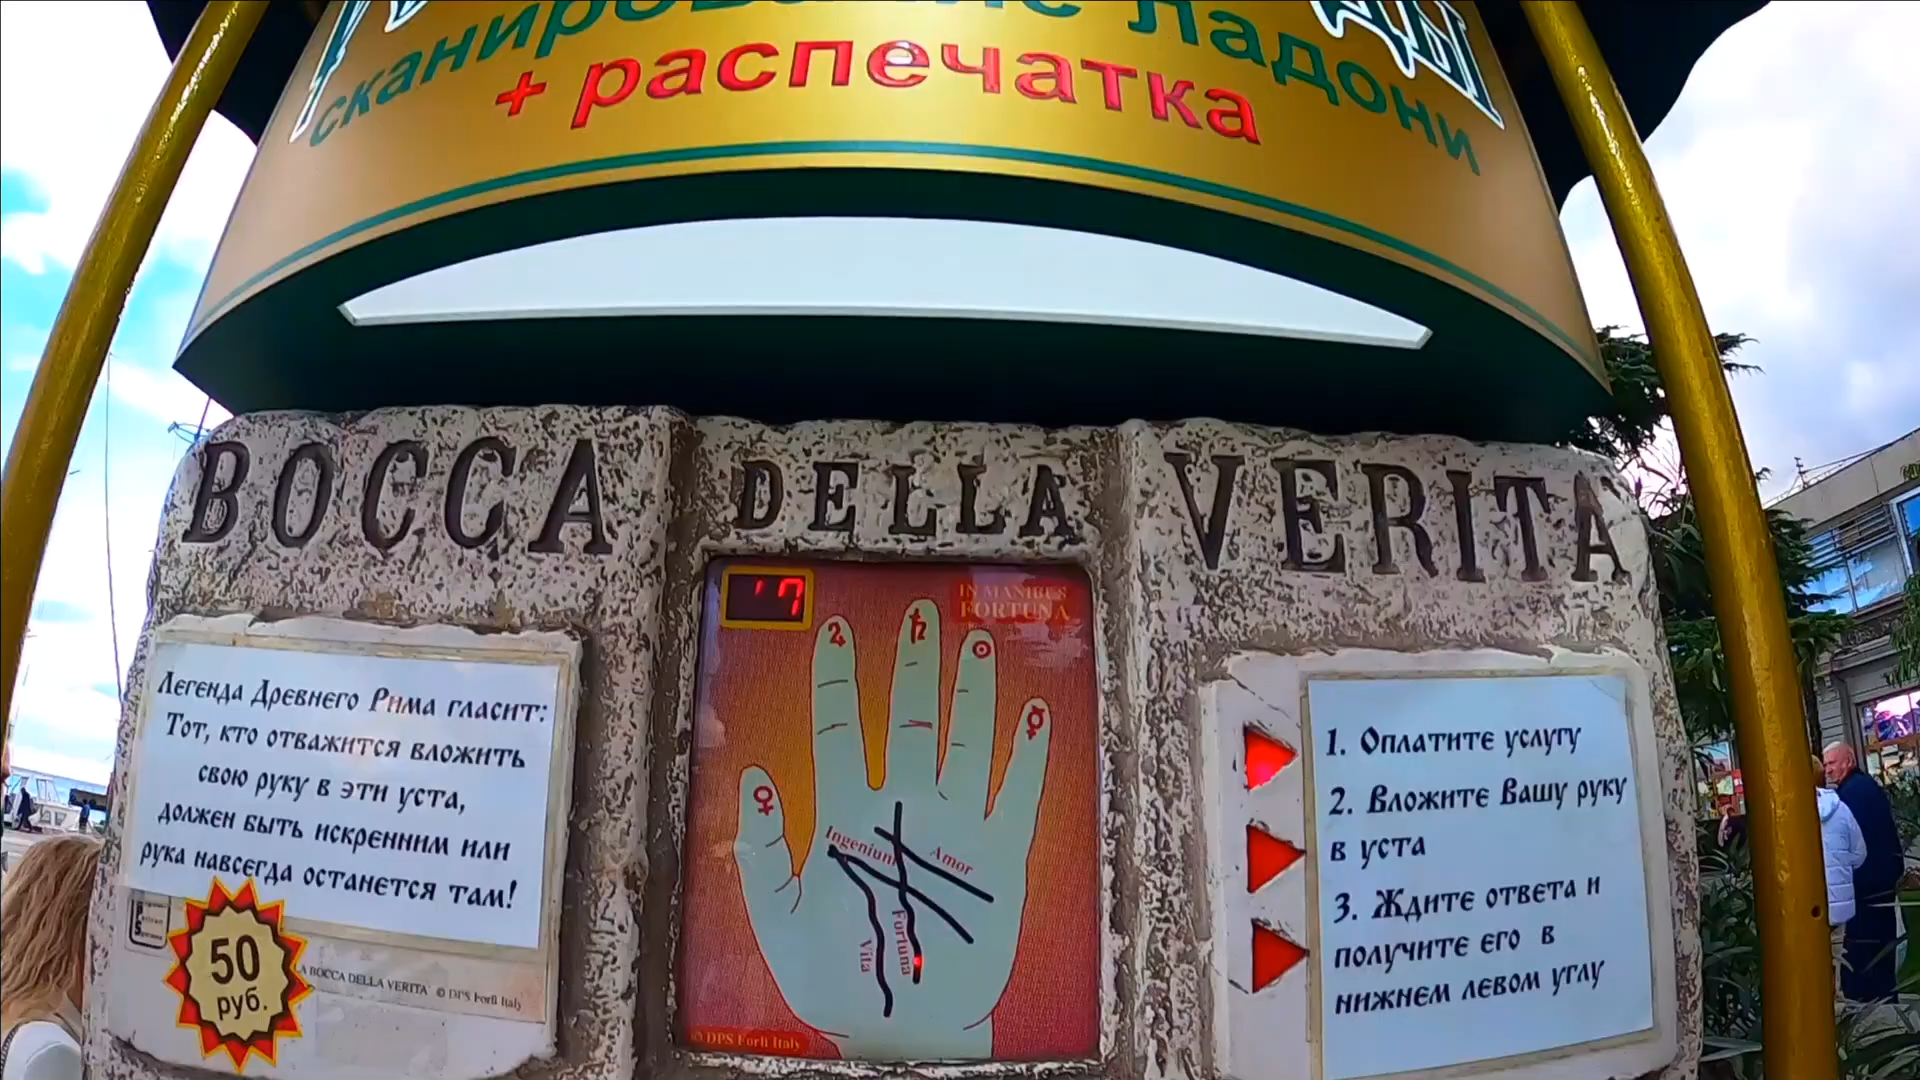 сканирование ладони
+ распечатка
BOCCA DELLA VERITA
Легенда Древнего Рима гласит:
Тот, кто отважится вложить
свою руку в эти уста,
должен быть искренним или
рука навсегда останется там!
50
руб.
LA BOCCA DELLA VERITA © DPS Forlì Italy
IN MANIBUS
FORTUNA
Ingenium
Amor
Fortuna
Vita
© DPS Forlì Italy
1. Оплатите услугу
2. Вложите Вашу руку
в уста
3. Ждите ответа и
получите его в
нижнем левом углу